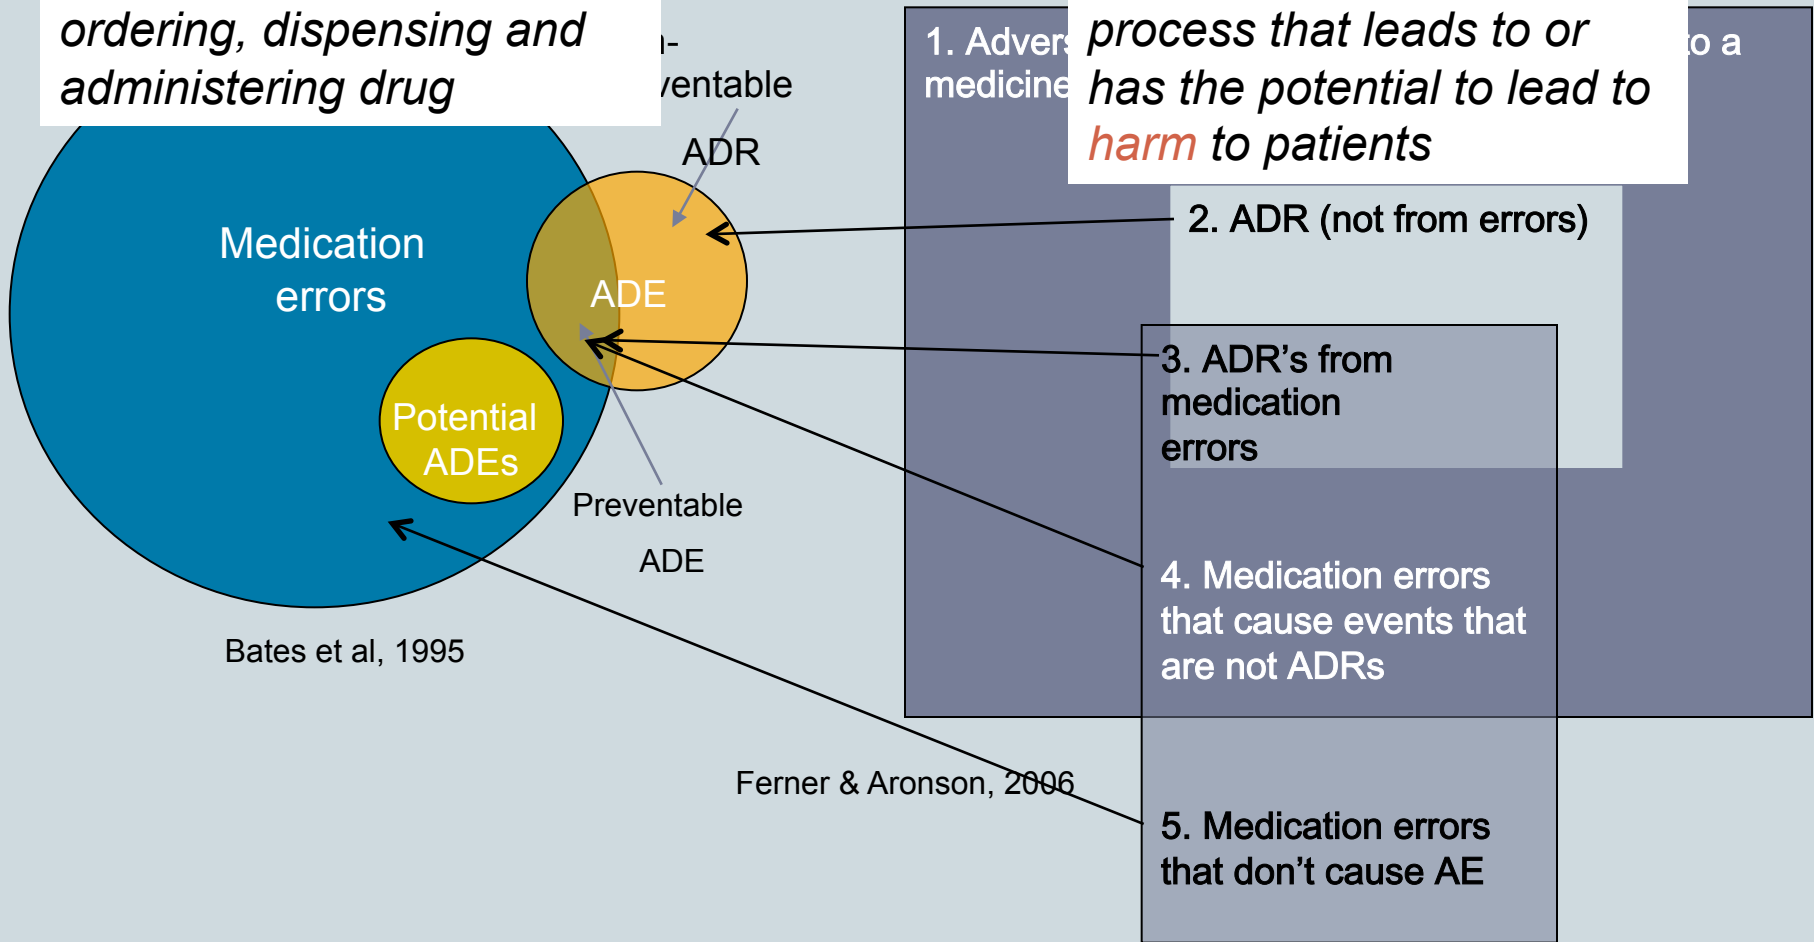 ordering, dispensing and
administering drug
ADR
Medication
errors
ADE
Potential
ADEs
Preventable
ADE
Bates et al, 1995
1.
to a
medicine
process that leads to or
has the potential to lead to
harm to patients
2. ADR (not from errors)
3. ADR's from
medication
errors
4. Medication errors
that cause events that
are not ADRs
Ferner & Aronson, 2006
5. Medication errors
that don't cause AE